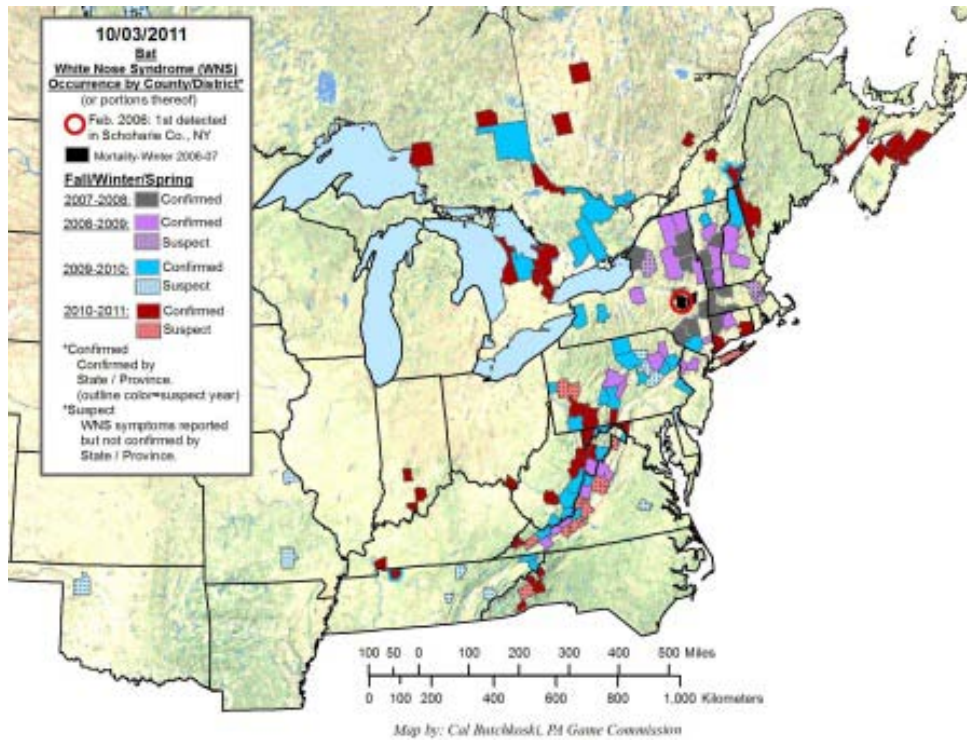 10/03/2011
Bat
White Nose Syndrome (WNS)
Occurrence by County/District*
(or portions thereof)
Feb. 2006: 1st detected
in Schoharie Co., NY
Mortality-Winter 2006-07
Fall/Winter/Spring
2007-2008: Confirmed
2008-2009: Confirmed
Suspect
2009-2010: Confirmed
Suspect
2010-2011: Confirmed
Suspect
*Confirmed
Confirmed by
State / Province.
(outline color=suspect year)
*Suspect
WNS symptoms reported
but not confirmed by
State / Province.
100 50 0 100 200 300 400 500 Miles
0 100 200 400 600 800 1,000 Kilometers
Map by: Cal Butchkoski, PA Game Commission